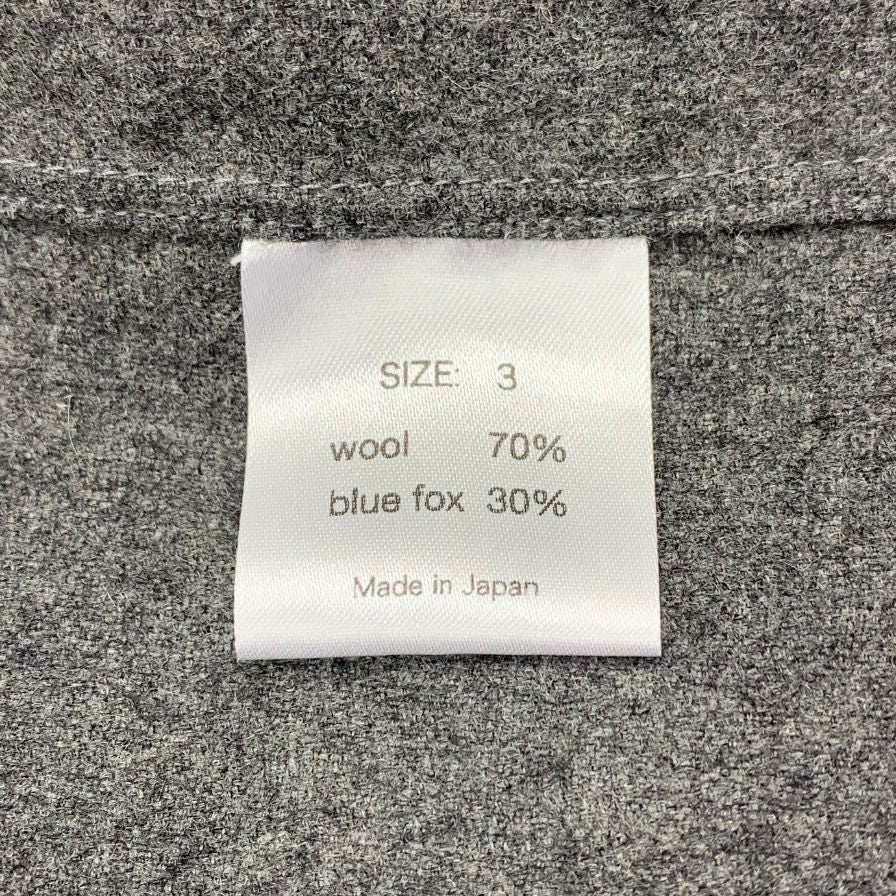 SIZE: 3
wool 70%
blue fox 30%
Made in Japan